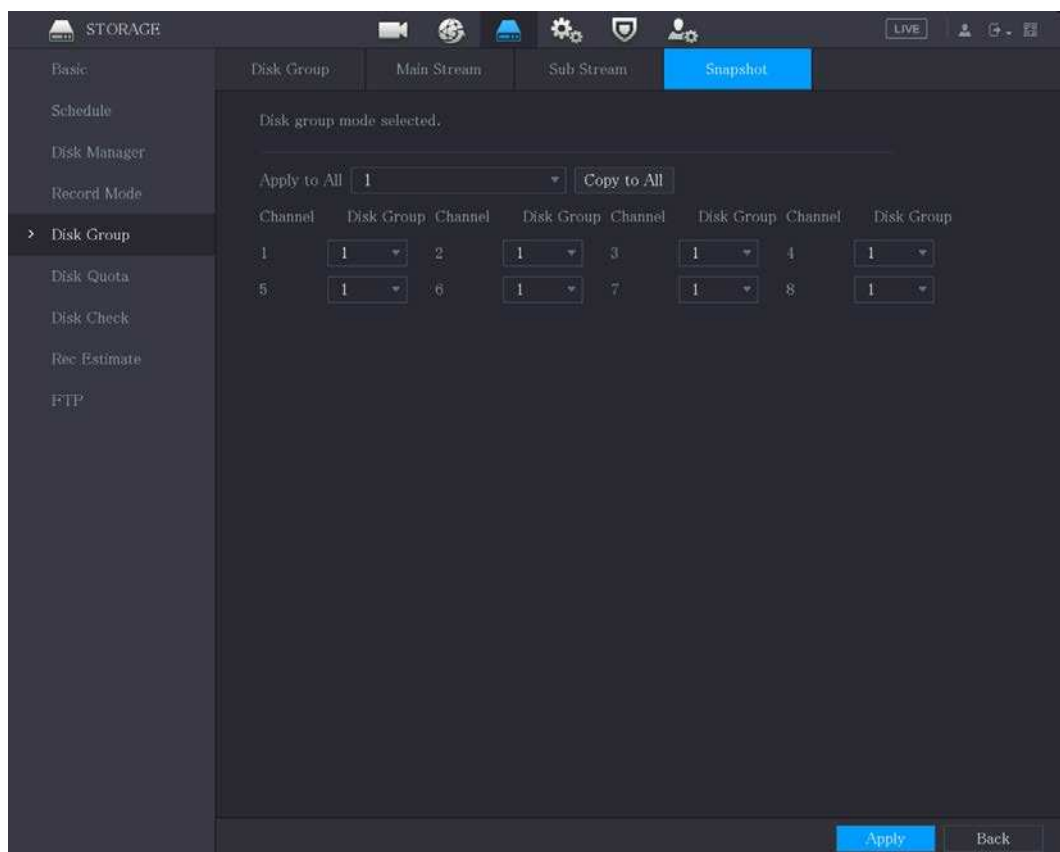 STORAGE LIVE
Basic
Schedule
Disk Manager
Record Mode
Disk Group
Disk Quota
Disk Check
Rec Estimate
FTP
Disk Group Main Stream Sub Stream Snapshot
Disk group mode selected.
Apply to All 1 Copy to All
Channel Disk Group Channel Disk Group Channel Disk Group Channel Disk Group
1 1 2 1 3 1 4 1
5 1 6 1 7 1 8 1
Apply Back